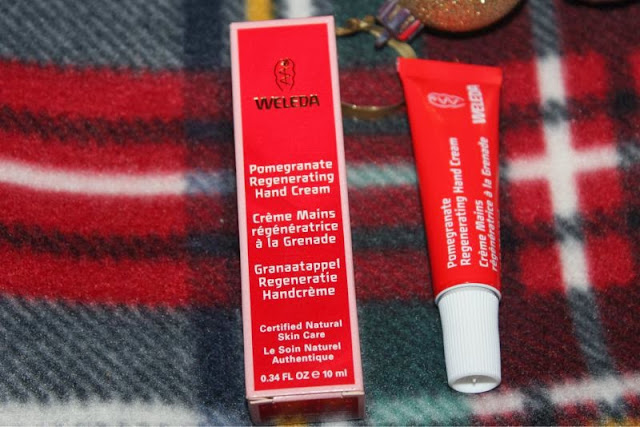 WELEDA
Pomegranate
Regenerating
Hand Cream
Crème Mains
régénératrice
à la Grenade
Granaatappel
Regeneratie
Handcrème
Certified Natural
Skin Care
Le Soin Naturel
Authentique
0.34 FL OZ e 10 ml
WELEDA
Pomegranate
Regenerating Hand Cream
Crème Mains
régénératrice à la Grenade